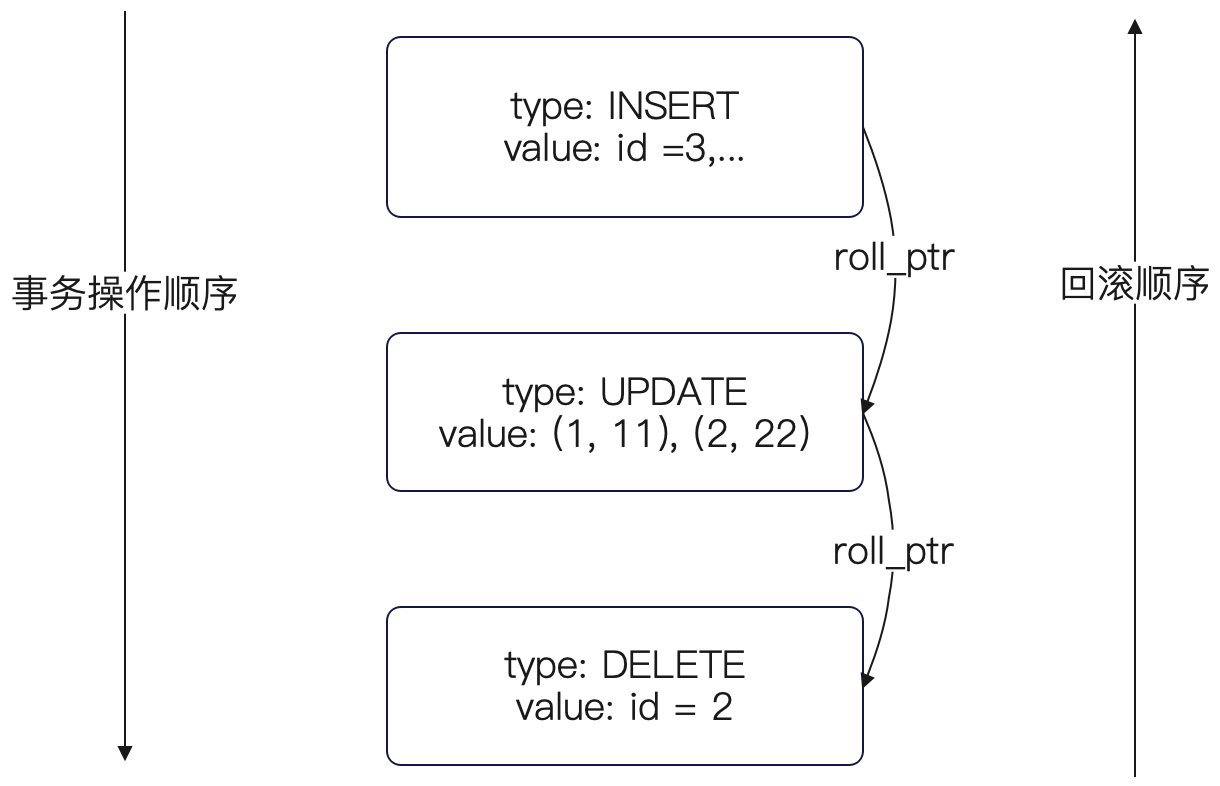 type: INSERT
value: id =3,...
roll_ptr
事务操作顺序
回滚顺序
type: UPDATE
value: (1, 11), (2, 22)
roll_ptr
type: DELETE
value: id = 2